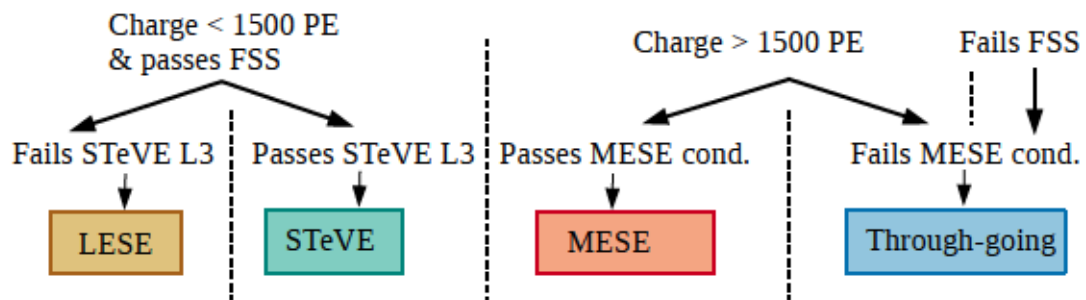 Charge < 1500 PE
& passes FSS
Charge > 1500 PE
Fails FSS
Fails STeVE L3
Passes STeVE L3
Passes MESE cond.
Fails MESE cond.
LESE
STeVE
MESE
Through-going